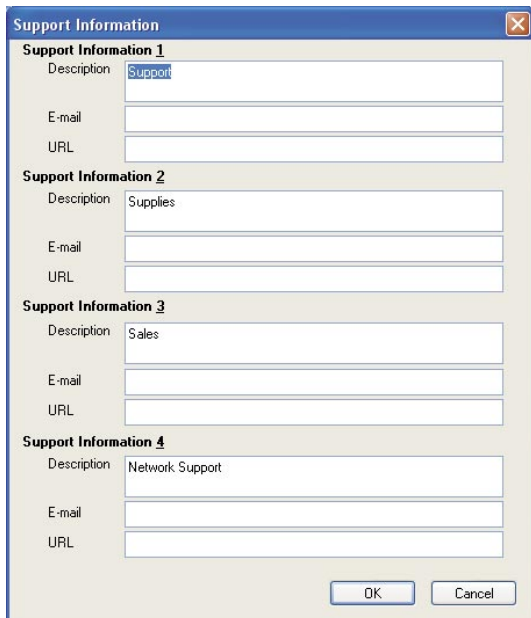 Support Information
Support Information 1
Description Support
E-mail
URL
Support Information 2
Description Supplies
E-mail
URL
Support Information 3
Description Sales
E-mail
URL
Support Information 4
Description Network Support
E-mail
URL
OK Cancel